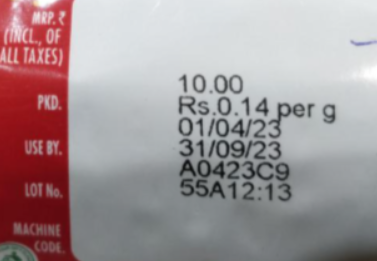 MRP. ₹
(INCL., OF
ALL TAXES)
10.00
Rs.0.14 per g
PKD.
01/04/23
USE BY.
31/09/23
A0423C9
LOT No.
55A12:13
MACHINE
CODE.